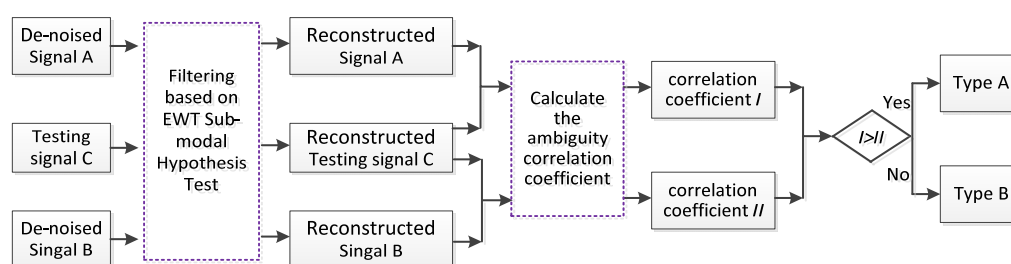 De-noised
Signal A
Testing
signal C
De-noised
Singal B
Filtering
based on
EWT Sub-
modal
Hypothesis
Test
Reconstructed
Signal A
Reconstructed
Testing signal C
Reconstructed
Singal B
Calculate
the
ambiguity
correlation
coefficient
correlation
coefficient I
correlation
coefficient II
I>II
Yes
No
Type A
Type B